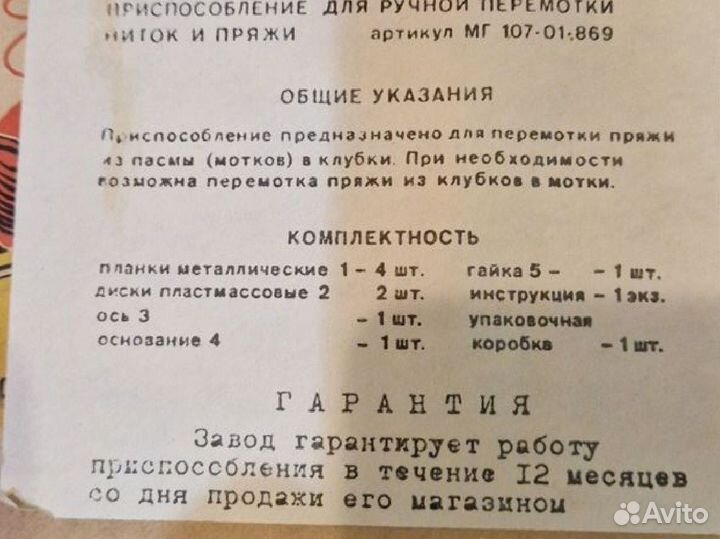 ПРИСПОСОБЛЕНИЕ ДЛЯ РУЧНОЙ ПЕРЕМОТКИ
НИТОК И ПРЯЖИ артикул МГ 107-01-869
ОБЩИЕ УКАЗАНИЯ
Приспособление предназначено для перемотки пряжи
из пасмы (мотков) в клубки. При необходимости
возможна перемотка пряжи из клубков в мотки.
КОМПЛЕКТНОСТЬ
планки металлические 1 - 4 шт. гайка 5 - - 1 шт.
диски пластмассовые 2 2 шт. инструкция - 1 экз.
ось 3 - 1 шт. упаковочная
основание 4 - 1 шт. коробка - 1 шт.
ГАРАНТИЯ
Завод гарантирует работу
приспособления в течение 12 месяцев
со дня продажи его магазином
Avito